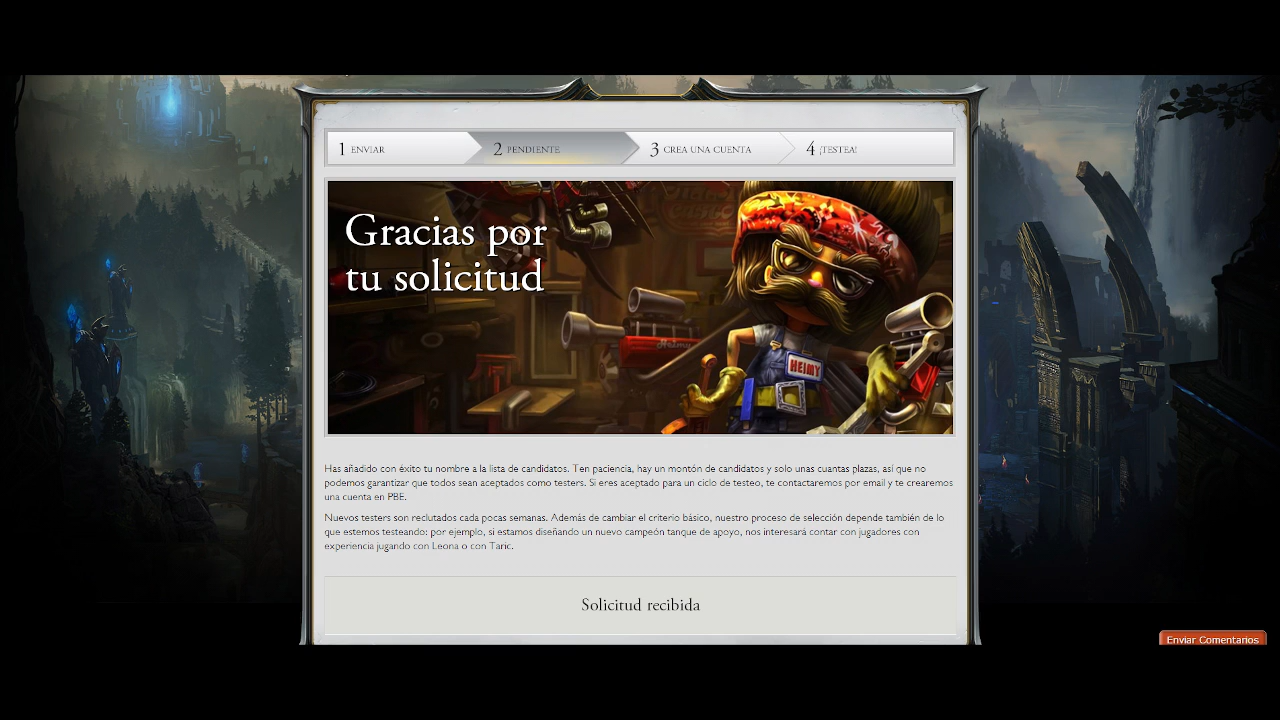 1 ENVIAR 2 PENDIENTE 3 CREA UNA CUENTA 4 ¡TESTEA!
Gracias por
tu solicitud
Heimy
HEIMY
Has añadido con éxito tu nombre a la lista de candidatos. Ten paciencia, hay un montón de candidatos y solo unas cuantas plazas, así que no
podemos garantizar que todos sean aceptados como testers. Si eres aceptado para un ciclo de testeo, te contactaremos por email y te crearemos
una cuenta en PBE.
Nuevos testers son reclutados cada pocas semanas. Además de cambiar el criterio básico, nuestro proceso de selección depende también de lo
que estemos testeando: por ejemplo, si estamos diseñando un nuevo campeón tanque de apoyo, nos interesará contar con jugadores con
experiencia jugando con Leona o con Taric.
Solicitud recibida
Enviar Comentarios